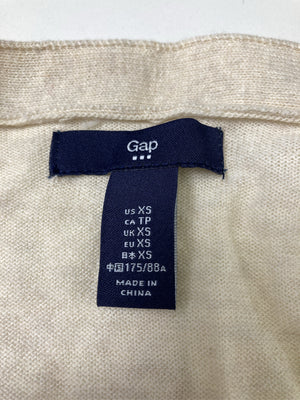 Gap
US XS
CA TP
UK XS
EU XS
日本 XS
中国 175/88A
MADE IN
CHINA